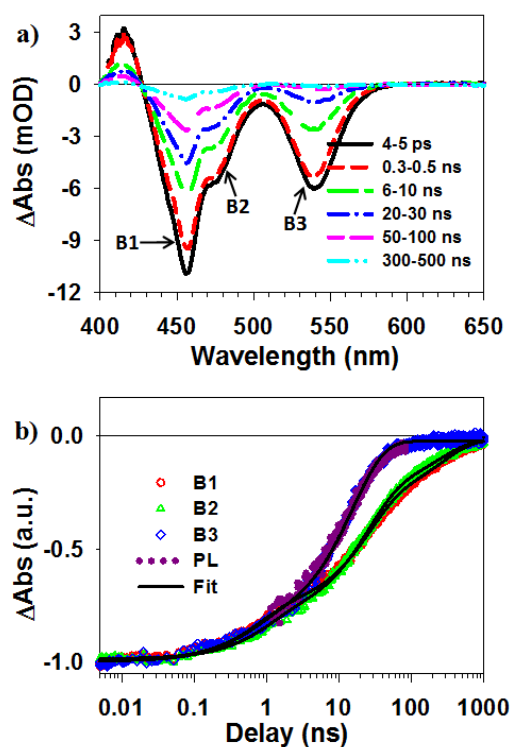 a)
3
0
-3
-6
-9
-12
ΔAbs (mOD)
B1
B2
B3
4-5 ps
0.3-0.5 ns
6-10 ns
20-30 ns
50-100 ns
300-500 ns
400 450 500 550 600 650
Wavelength (nm)
b)
0.0
-0.5
-1.0
ΔAbs (a.u.)
B1
B2
B3
PL
Fit
0.01 0.1 1 10 100 1000
Delay (ns)